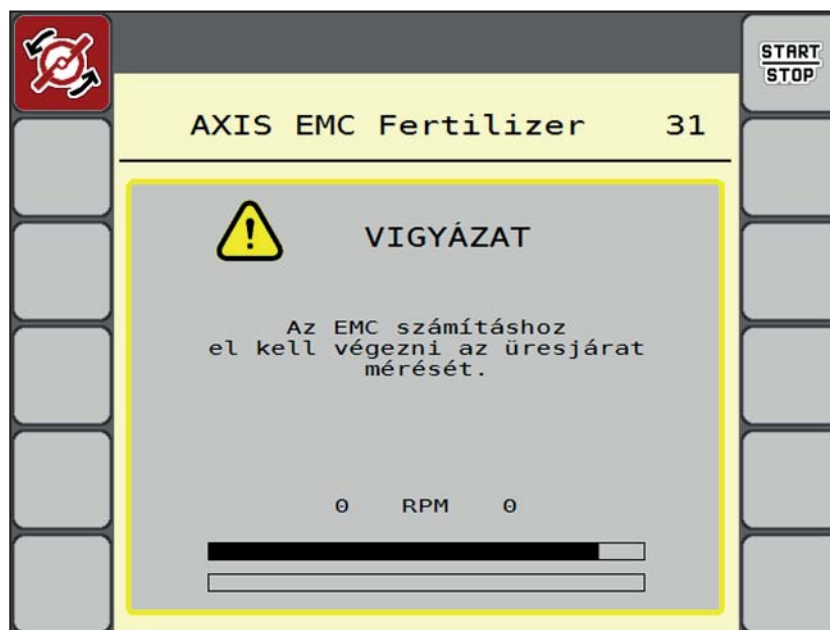 START
STOP
AXIS EMC Fertilizer 31
VIGYÁZAT
Az EMC számításhoz
el kell végezni az üresjárat
mérését.
0 RPM 0